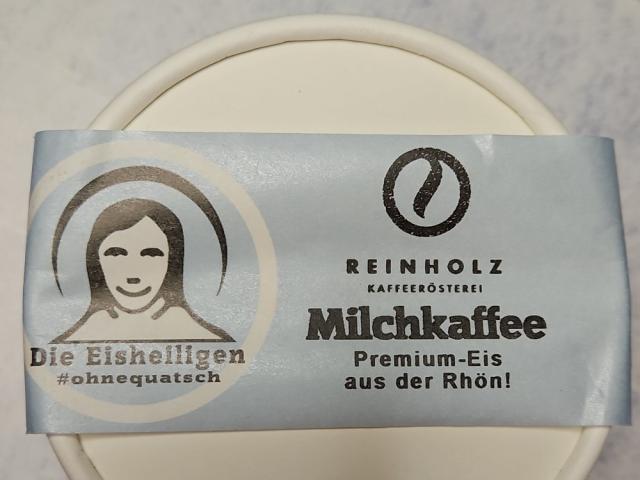 Die Eisheiligen
#ohnequatsch
REINHOLZ
KAFFEERÖSTEREI
Milchkaffee
Premium-Eis
aus der Rhön!